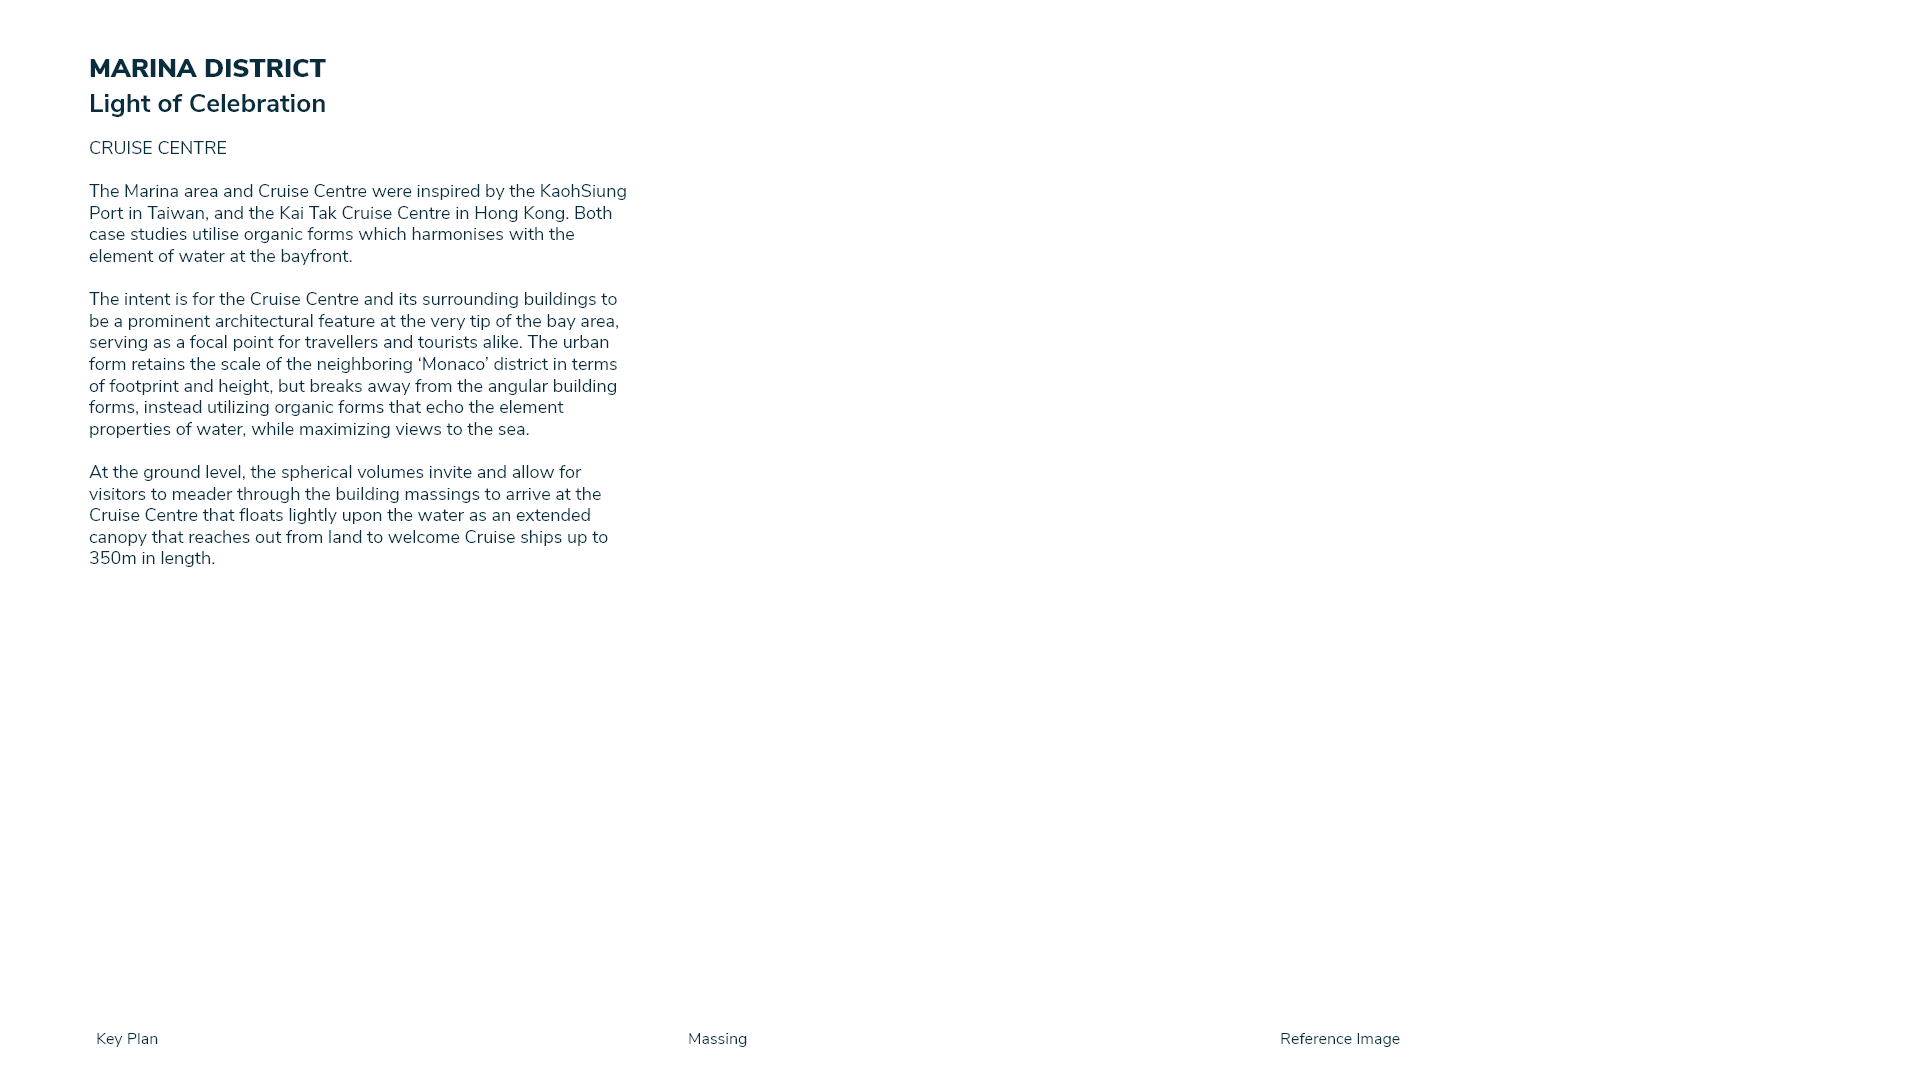 MARINA DISTRICT
Light of Celebration
CRUISE CENTRE
The Marina area and Cruise Centre were inspired by the KaohSiung
Port in Taiwan, and the Kai Tak Cruise Centre in Hong Kong. Both
case studies utilise organic forms which harmonises with the
element of water at the bayfront.
The intent is for the Cruise Centre and its surrounding buildings to
be a prominent architectural feature at the very tip of the bay area,
serving as a focal point for travellers and tourists alike. The urban
form retains the scale of the neighboring ‘Monaco’ district in terms
of footprint and height, but breaks away from the angular building
forms, instead utilizing organic forms that echo the element
properties of water, while maximizing views to the sea.
At the ground level, the spherical volumes invite and allow for
visitors to meader through the building massings to arrive at the
Cruise Centre that floats lightly upon the water as an extended
canopy that reaches out from land to welcome Cruise ships up to
350m in length.
Key Plan
Massing
Reference Image